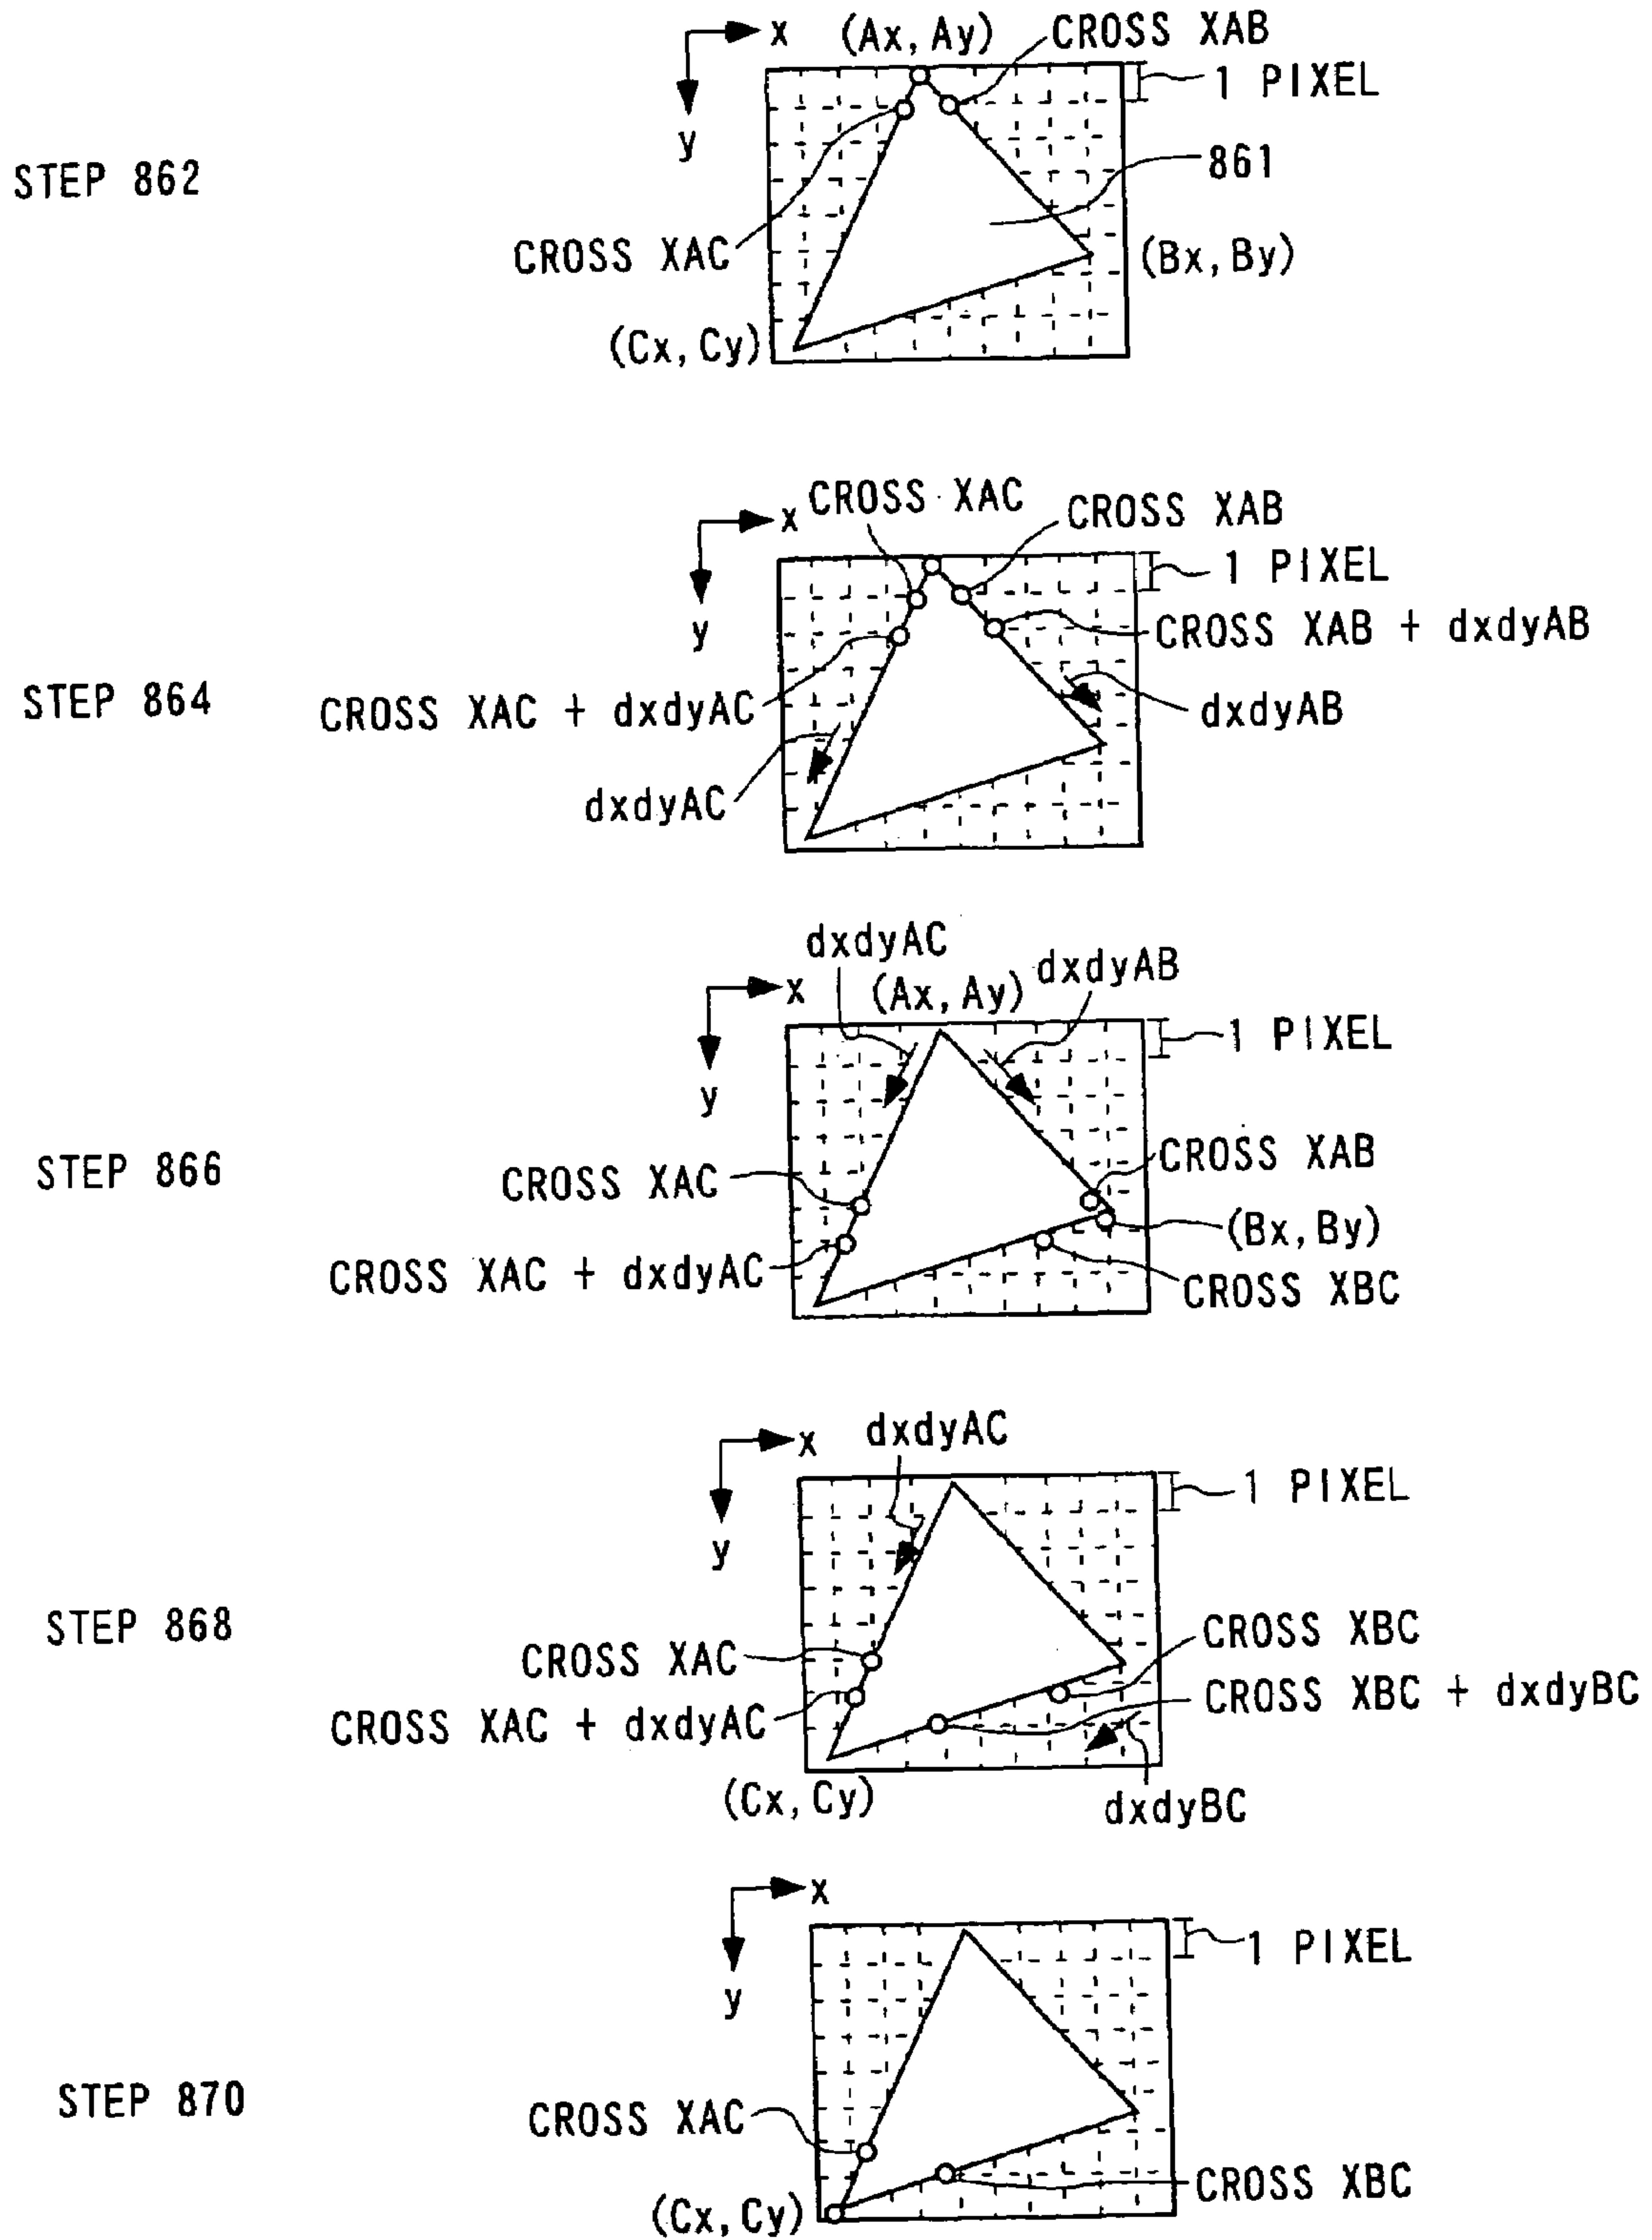 x
(Ax, Ay)
CROSS XAB
1 PIXEL
y
STEP 862
861
CROSS XAC
(Bx, By)
(Cx, Cy)
CROSS XAC
x
CROSS XAB
1 PIXEL
y
CROSS XAB + dxdyAB
STEP 864
CROSS XAC + dxdyAC
dxdyAB
dxdyAC
dxdyAC
dxdyAB
x
(Ax, Ay)
1 PIXEL
y
CROSS XAB
STEP 866
CROSS XAC
(Bx, By)
CROSS XAC + dxdyAC
CROSS XBC
dxdyAC
x
1 PIXEL
y
STEP 868
CROSS XBC
CROSS XAC
CROSS XBC + dxdyBC
CROSS XAC + dxdyAC
(Cx, Cy)
dxdyBC
x
1 PIXEL
y
STEP 870
CROSS XAC
CROSS XBC
(Cx, Cy)